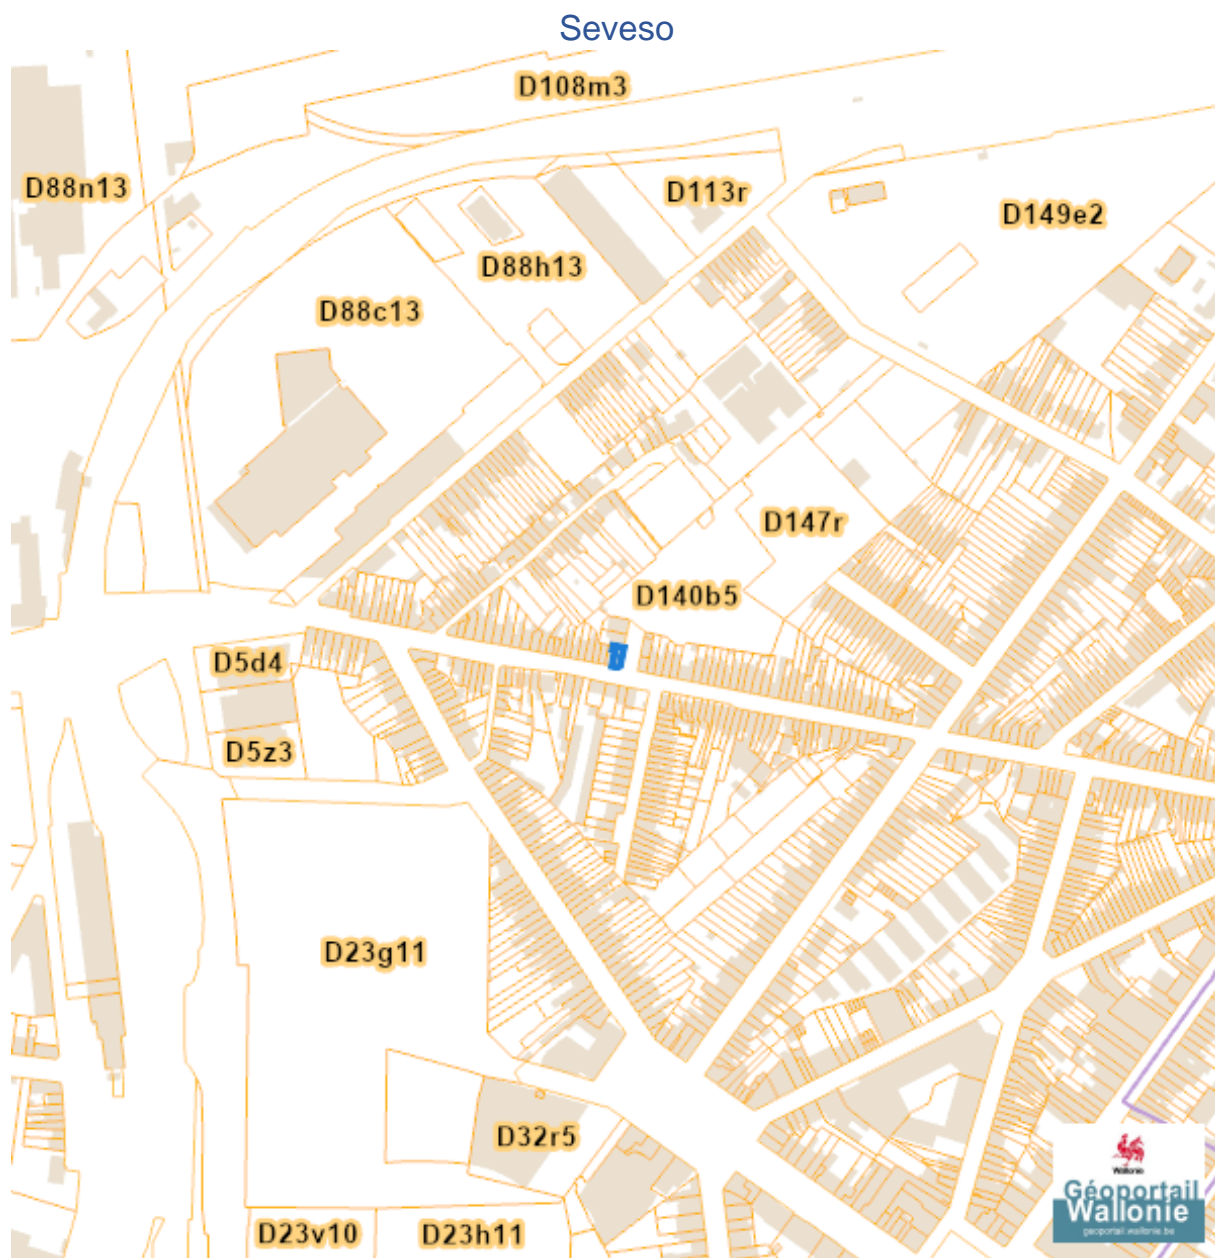 Seveso
D108m3
D88n13
D113r
D149e2
D88h13
D88c13
D147r
D140b5
D5d4
D5z3
D23g11
D32r5
Wallonie
Géoportail
Wallonie
geoportail.wallonie.be
D23v10
D23h11